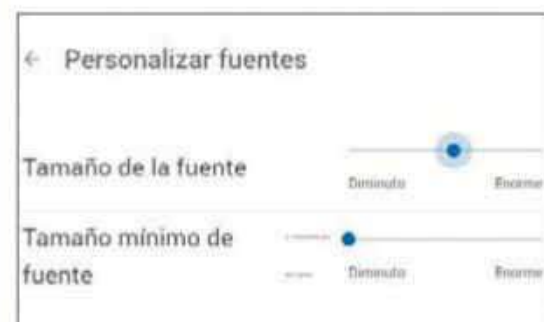 ← Personalizar fuentes
Tamaño de la fuente
Diminuto Enorme
Tamaño mínimo de
fuente
Diminuto Enorme